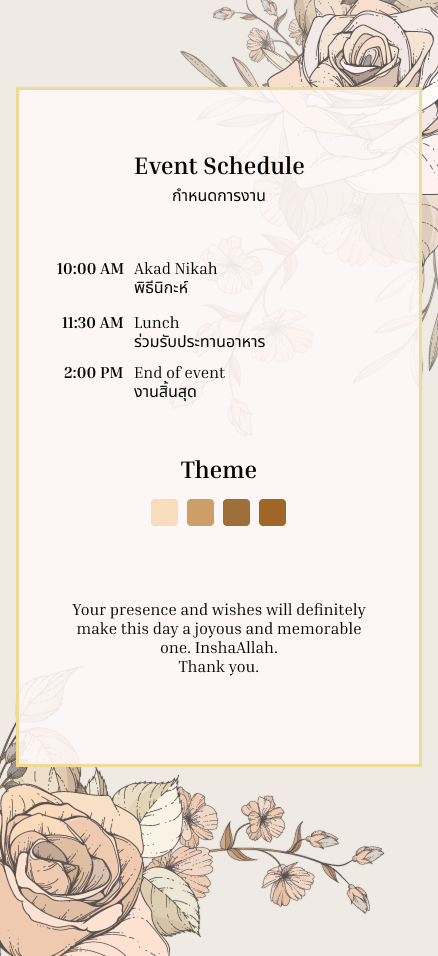 Event Schedule
กำหนดการงาน
10:00 AM Akad Nikah
พิธีนิกะห์
11:30 AM Lunch
ร่วมรับประทานอาหาร
2:00 PM End of event
งานสิ้นสุด
Theme
Your presence and wishes will definitely
make this day a joyous and memorable
one. InshaAllah.
Thank you.